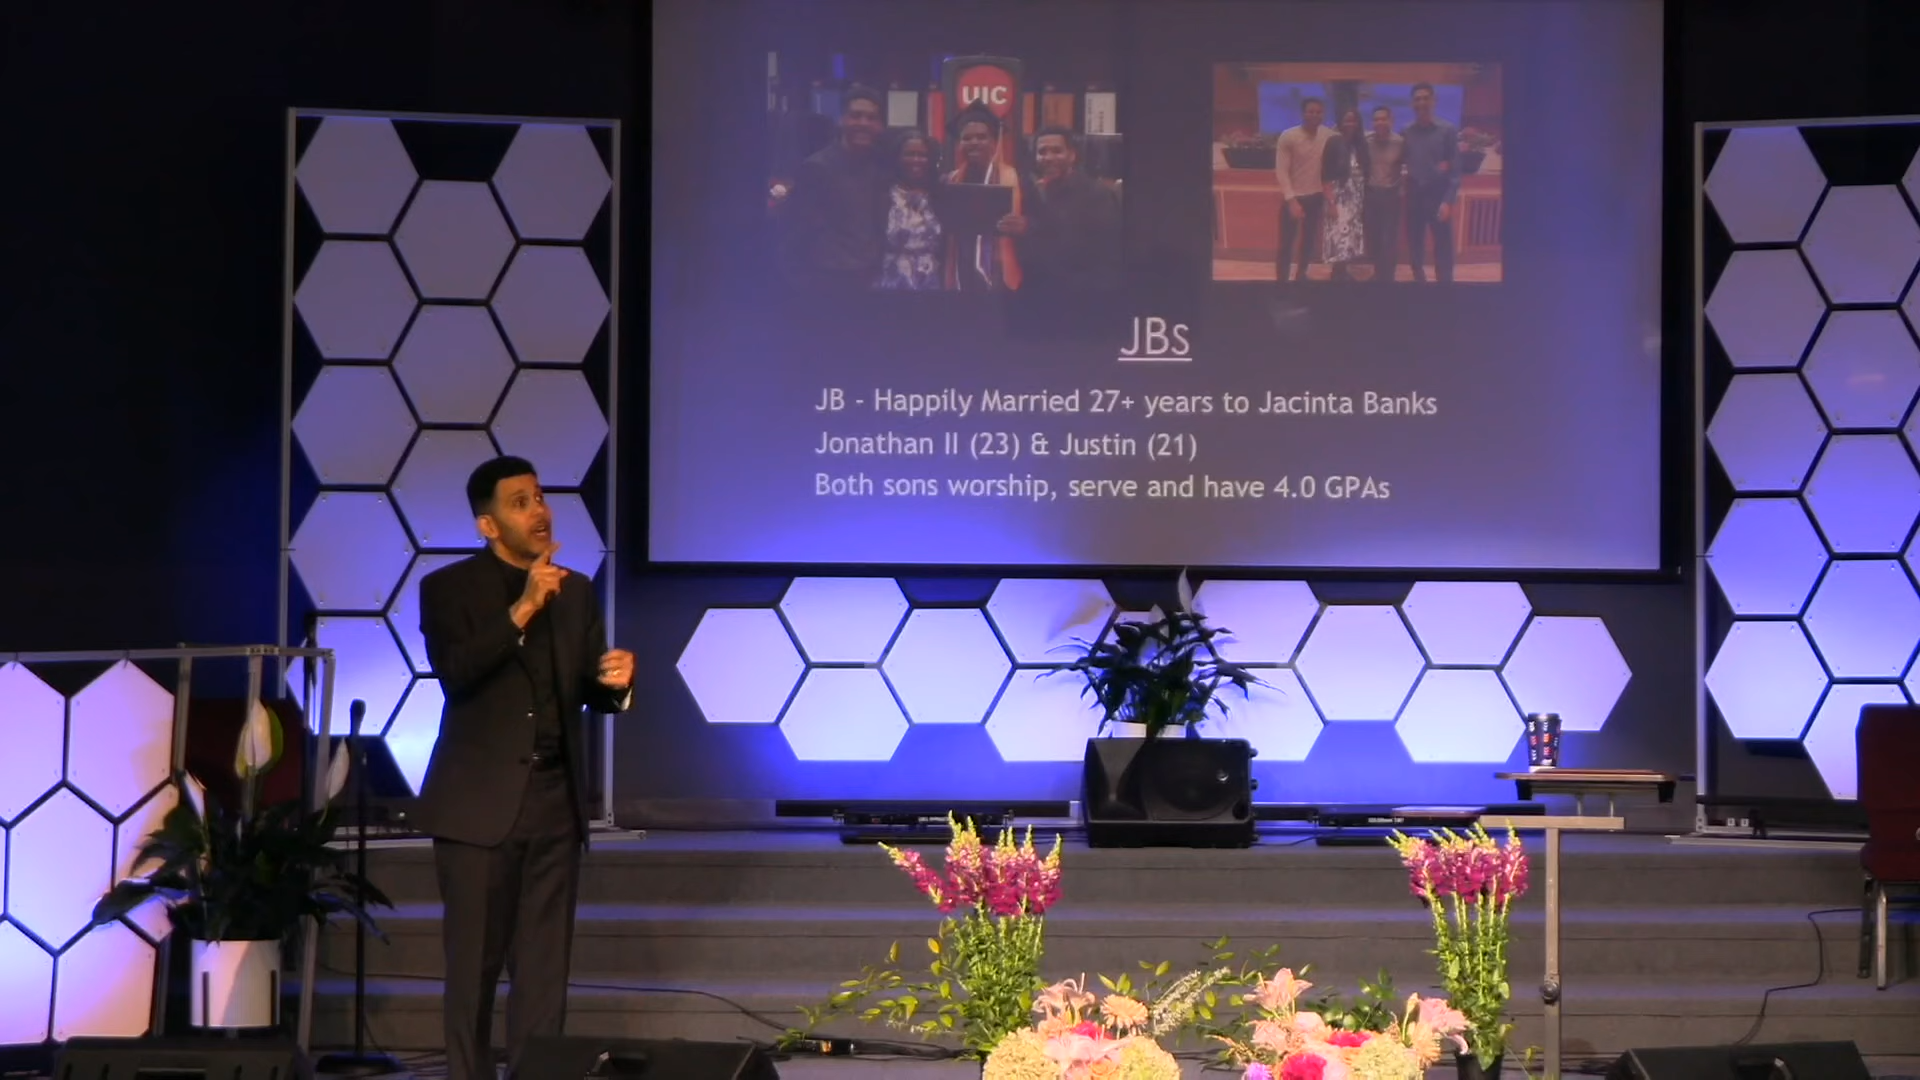 UIC
JBs
JB - Happily Married 27+ years to Jacinta Banks
Jonathan II (23) & Justin (21)
Both sons worship, serve and have 4.0 GPAs